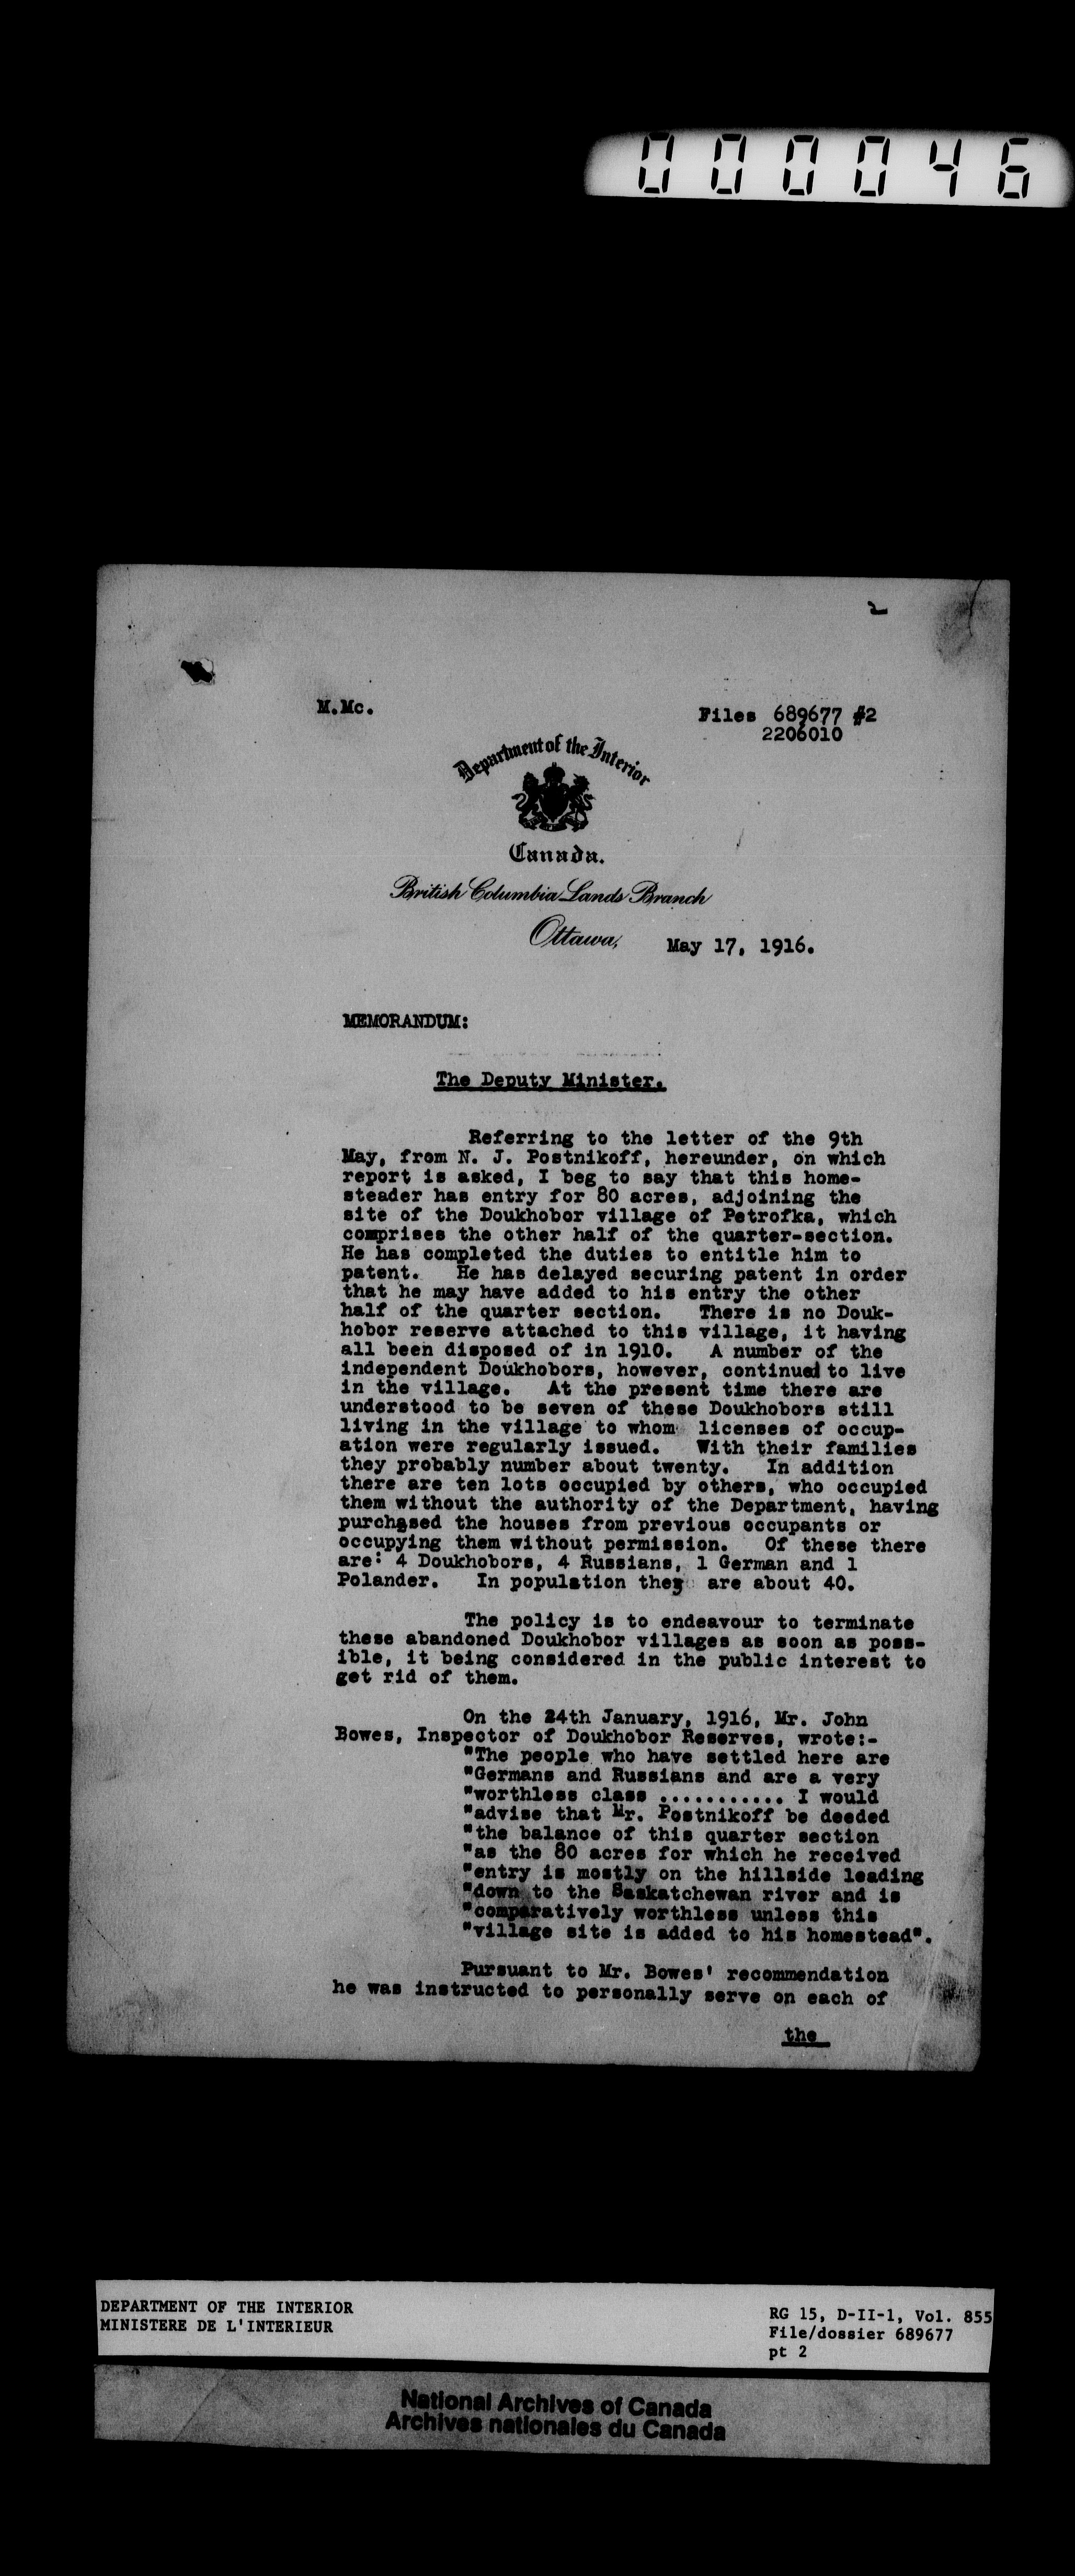 000046
2
M.Mc.
Files 689677 #2
2206010
Department of the Interior
Canada.
British Columbia Lands Branch
Ottawa, May 17, 1916.
MEMORANDUM:
The Deputy Minister.
Referring to the letter of the 9th
May, from N. J. Postnikoff, hereunder, on which
report is asked, I beg to say that this home-
steader has entry for 80 acres, adjoining the
site of the Doukhobor village of Petrofka, which
comprises the other half of the quarter-section.
He has completed the duties to entitle him to
patent. He has delayed securing patent in order
that he may have added to his entry the other
half of the quarter section. There is no Douk-
hobor reserve attached to this village, it having
all been disposed of in 1910. A number of the
independent Doukhobors, however, continued to live
in the village. At the present time there are
understood to be seven of these Doukhobors still
living in the village to whom licenses of occup-
ation were regularly issued. With their families
they probably number about twenty. In addition
there are ten lots occupied by others, who occupied
them without the authority of the Department, having
purchased the houses from previous occupants or
occupying them without permission. Of these there
are: 4 Doukhobors, 4 Russians, 1 German and 1
Polander. In population they are about 40.
The policy is to endeavour to terminate
these abandoned Doukhobor villages as soon as poss-
ible, it being considered in the public interest to
get rid of them.
On the 24th January, 1916, Mr. John
Bowes, Inspector of Doukhobor Reserves, wrote:-
"The people who have settled here are
"Germans and Russians and are a very
"worthless class ........... I would
"advise that Mr. Postnikoff be deeded
"the balance of this quarter section
"as the 80 acres for which he received
"entry is mostly on the hillside leading
"down to the Saskatchewan river and is
"comparatively worthless unless this
"village site is added to his homestead".
Pursuant to Mr. Bowes' recommendation
he was instructed to personally serve on each of
the
DEPARTMENT OF THE INTERIOR
MINISTERE DE L'INTERIEUR
RG 15, D-II-1, Vol. 855
File/dossier 689677
pt 2
National Archives of Canada
Archives nationales du Canada